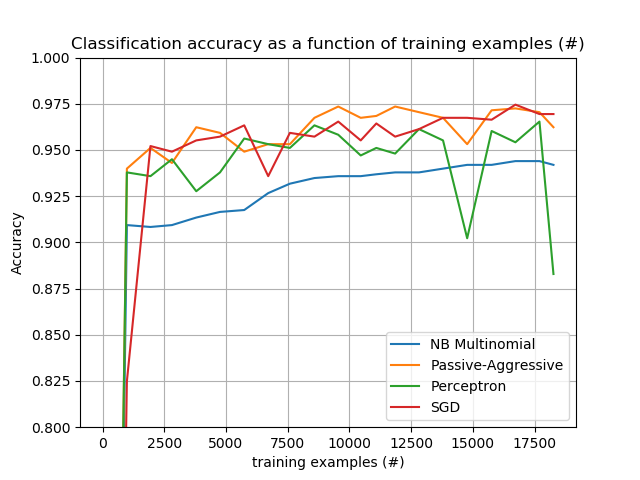 Classification accuracy as a function of training examples (#)
1.000
0.975
0.950
0.925
0.900
0.875
0.850
0.825
0.800
Accuracy
NB Multinomial
Passive-Aggressive
Perceptron
SGD
0 2500 5000 7500 10000 12500 15000 17500
training examples (#)